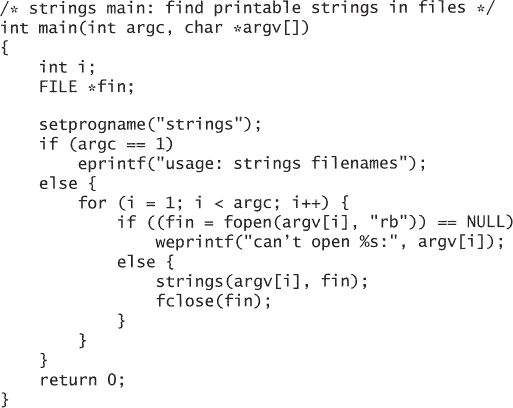 /* strings main: find printable strings in files */
int main(int argc, char *argv[])
{
    int i;
    FILE *fin;

    setprogname("strings");
    if (argc == 1)
        eprintf("usage: strings filenames");
    else {
        for (i = 1; i < argc; i++) {
            if ((fin = fopen(argv[i], "rb")) == NULL)
                weprintf("can't open %s:", argv[i]);
            else {
                strings(argv[i], fin);
                fclose(fin);
            }
        }
    }
    return 0;
}